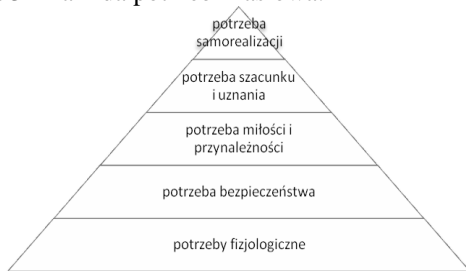 potrzeba
samorealizacji
potrzeba szacunku
i uznania
potrzeba miłości i
przynależności
potrzeba bezpieczeństwa
potrzeby fizjologiczne